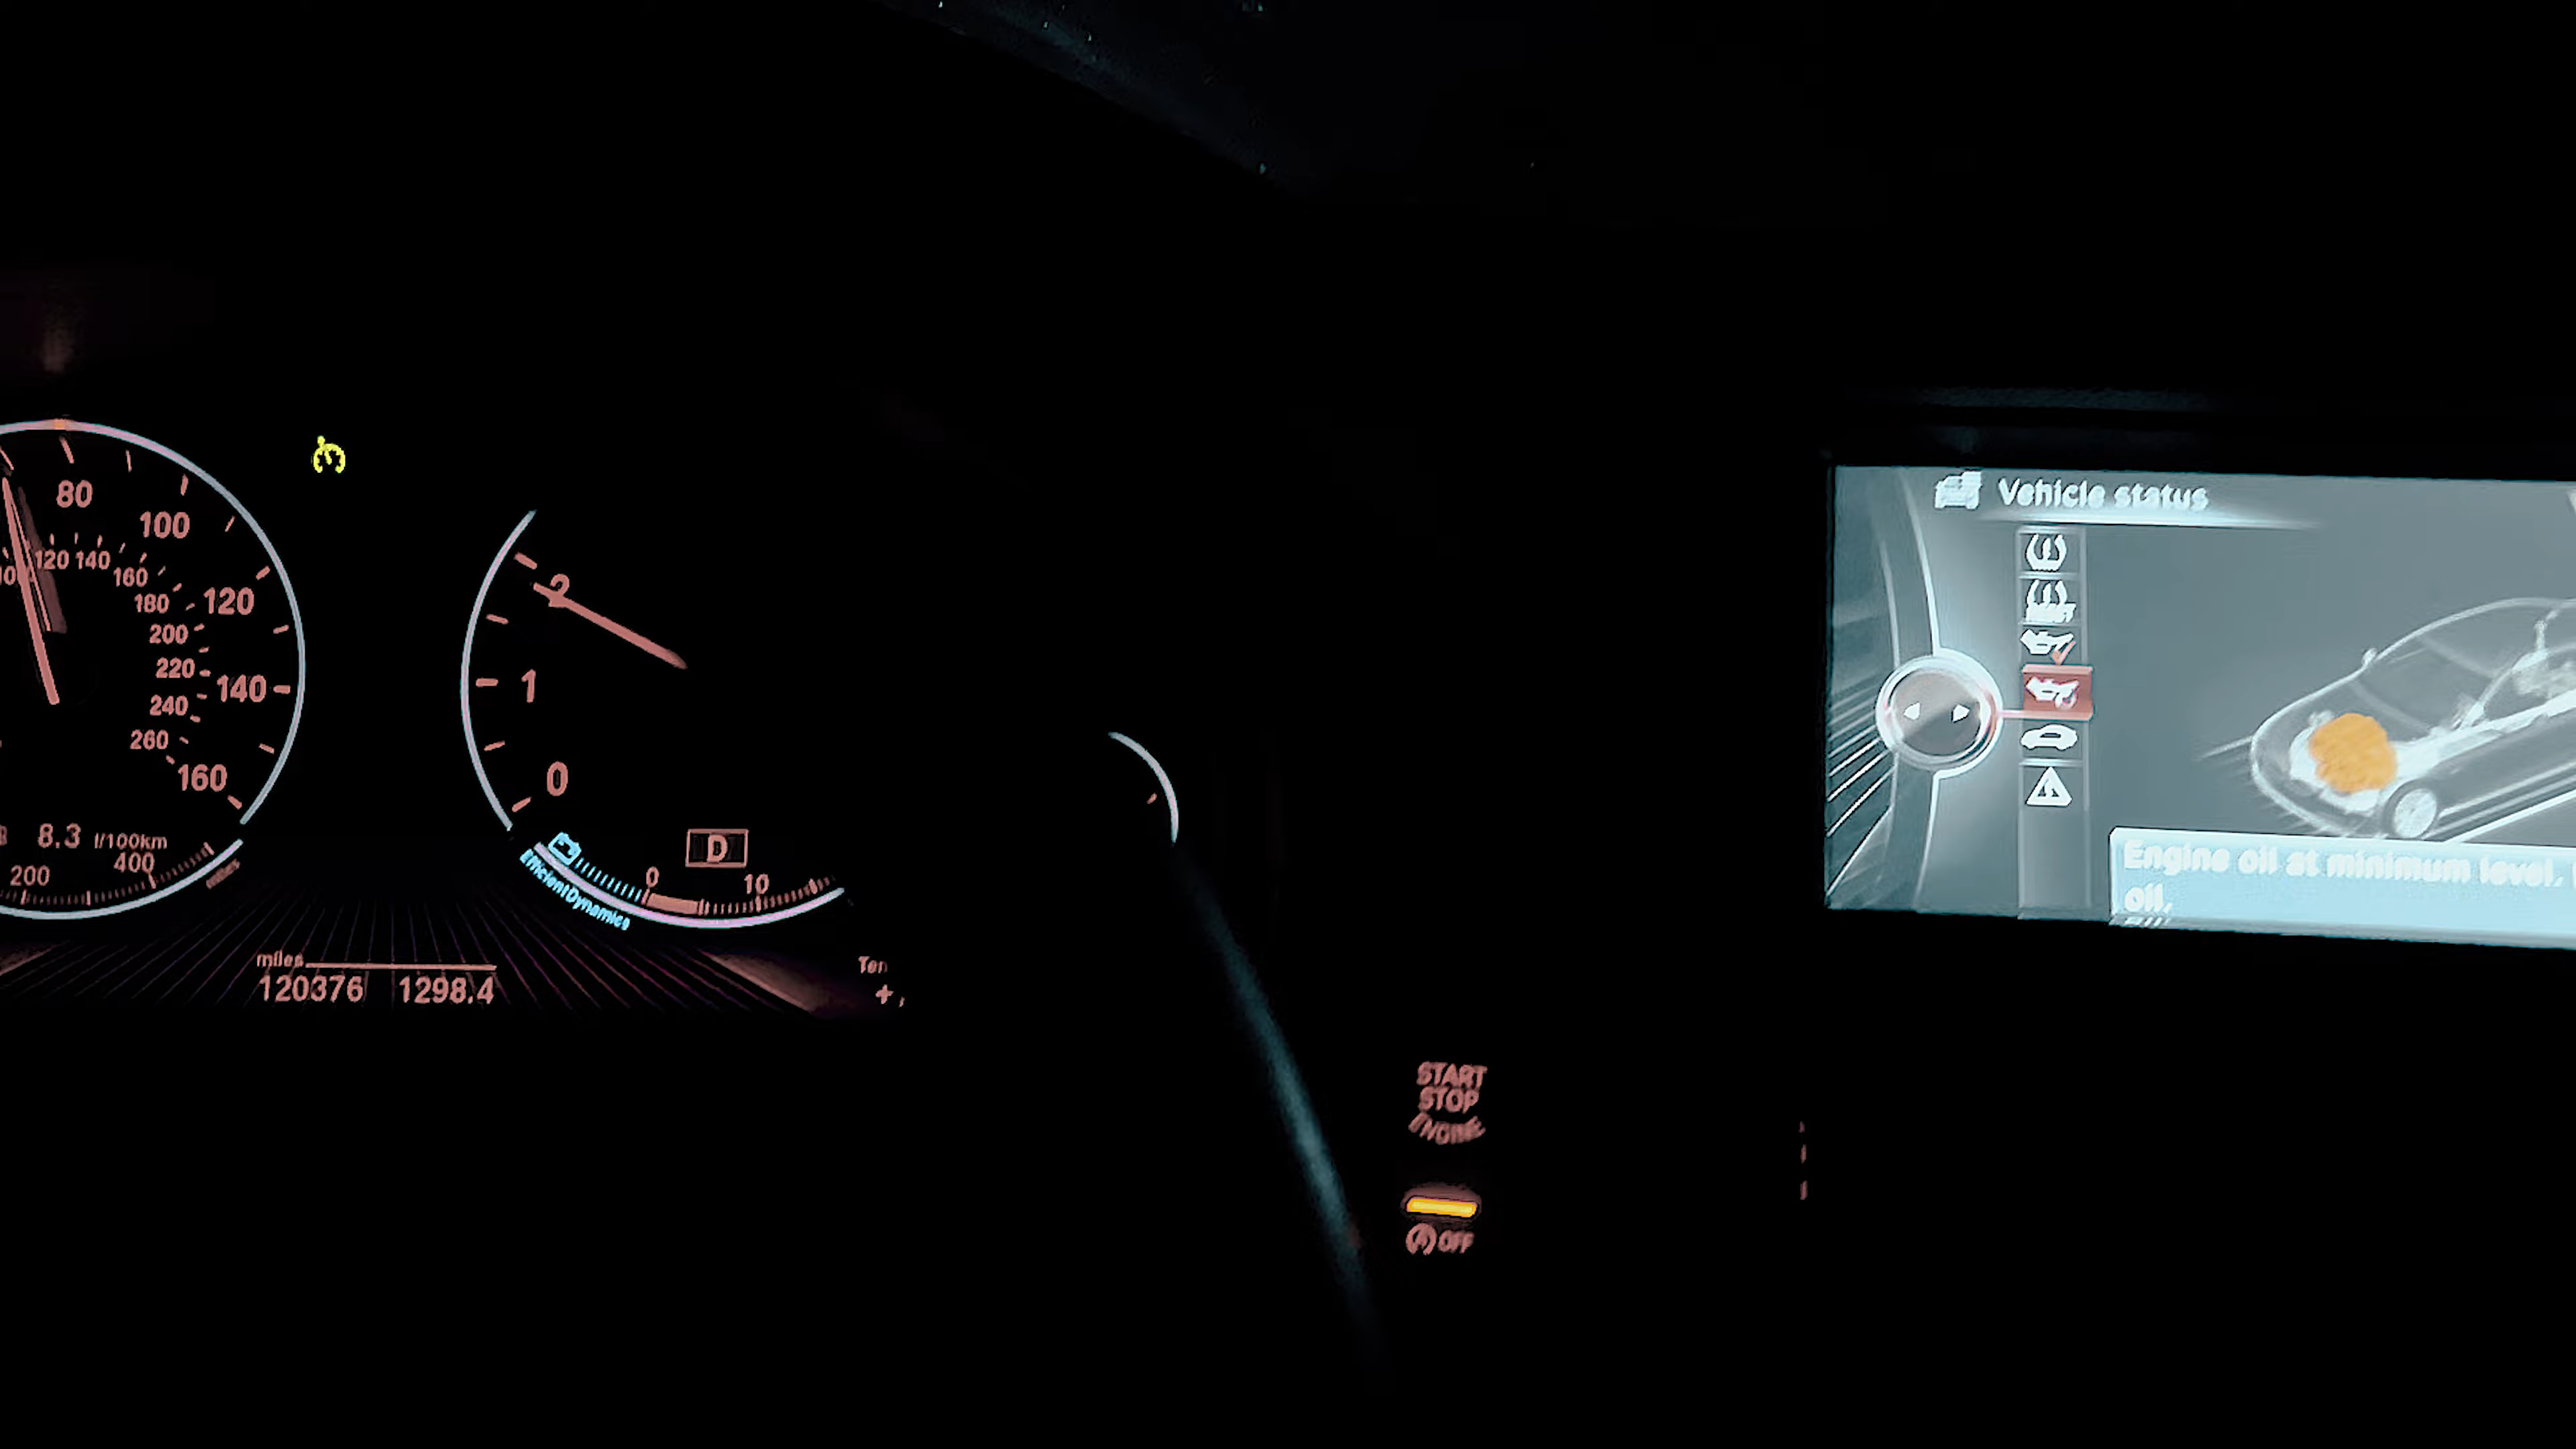 80
100
120 140
160
180
120
200
220
140
240
260
160
8.3 l/100km
200
400
miles
2
1
0
D
0
10
EfficientDynamics
miles
120376 1298.4
+
START
STOP
ENGINE
OFF
Vehicle status
Engine oil at minimum level.
oil.